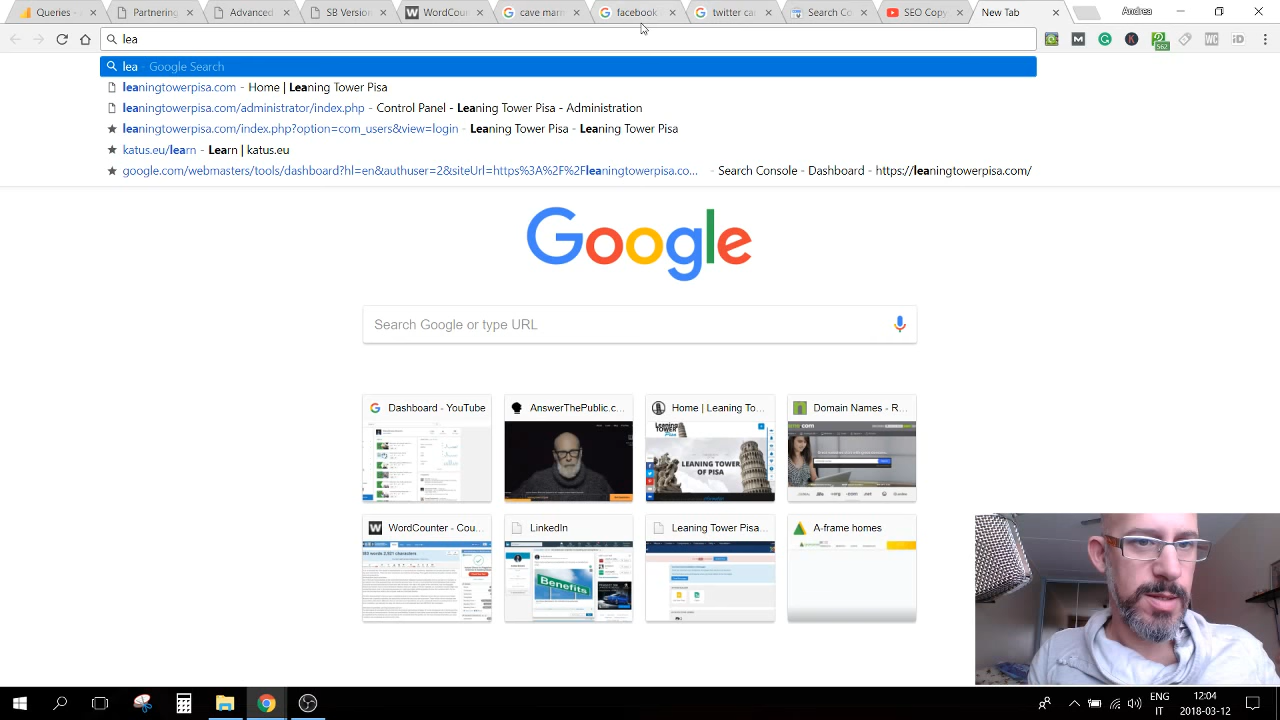 Queries -
Partnering
Advanced
SB Version
WordCoun
cave marm
facebook
twitter car
Search Co
SEO Copy
New Tab
lea
562
lea - Google Search
leaningtowerpisa.com - Home | Leaning Tower Pisa
leaningtowerpisa.com/administrator/index.php - Control Panel - Leaning Tower Pisa - Administration
leaningtowerpisa.com/index.php?option=com_users&view=login - Leaning Tower Pisa - Leaning Tower Pisa
katus.eu/learn - Learn | katus.eu
google.com/webmasters/tools/dashboard?hl=en&authuser=2&siteUrl=https%3A%2F%2Fleaningtowerpisa.co... - Search Console - Dashboard - https://leaningtowerpisa.com/
Google
Search Google or type URL
Dashboard - YouTube
AnswerThePublic.c...
Home | Leaning To...
Domain Names - R...
LEANING TOWER
OF PISA
WordCounter - Cou...
LinkedIn
Leaning Tower Pisa...
A-frame homes
Benefits
ENG
IT
12:04
2018-03-12